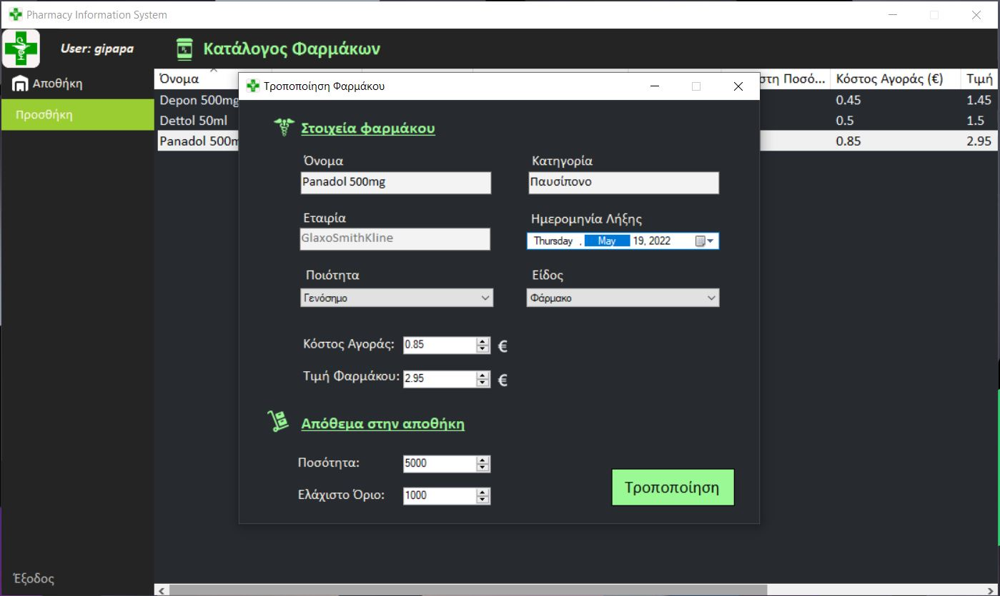 Pharmacy Information System
User: gipapa
Κατάλογος Φαρμάκων
Αποθήκη
Προσθήκη
Έξοδος
Όνομα στη Ποσό... Κόστος Αγοράς (€) Τιμή
Depon 500mg 0.45 1.45
Dettol 50ml 0.5 1.5
Panadol 500m 0.85 2.95
Τροποποίηση Φαρμάκου
Στοιχεία φαρμάκου
Όνομα Κατηγορία
Panadol 500mg Παυσίπονο
Εταιρία Ημερομηνία Λήξης
GlaxoSmithKline Thursday , May 19, 2022
Ποιότητα Είδος
Γενόσημο Φάρμακο
Κόστος Αγοράς: 0.85 €
Τιμή Φαρμάκου: 2.95 €
Απόθεμα στην αποθήκη
Ποσότητα: 5000
Ελάχιστο Όριο: 1000
Τροποποίηση